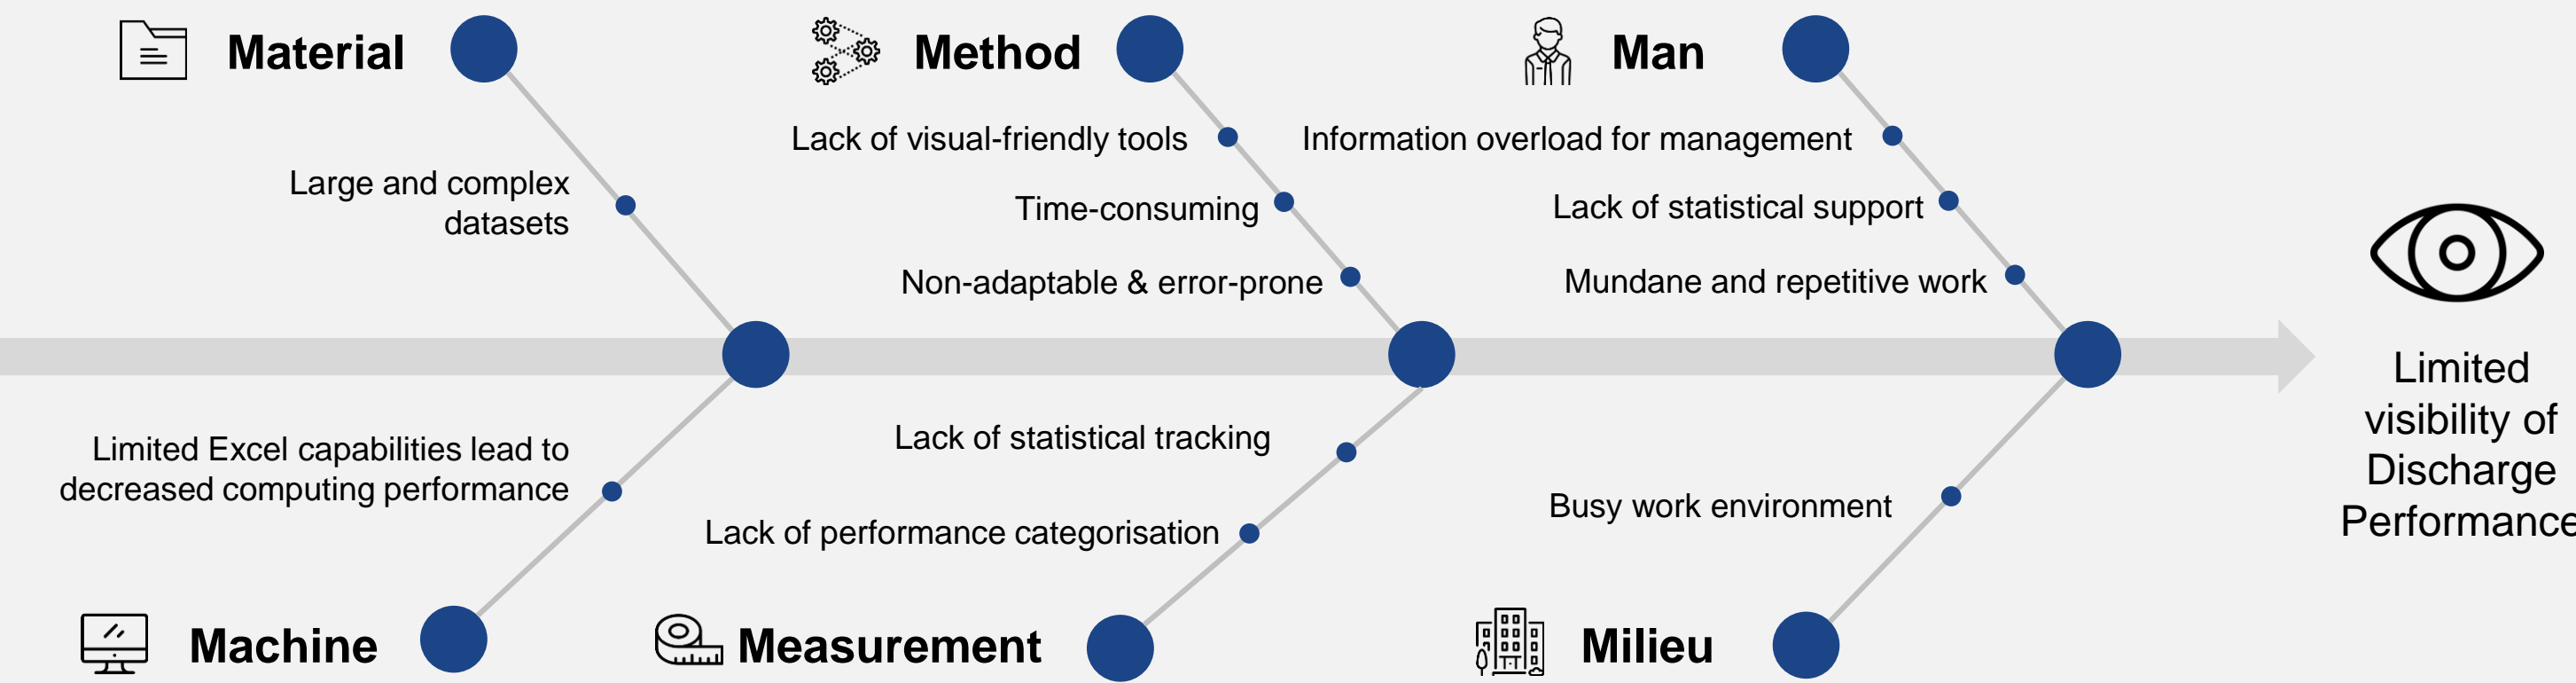 Material
Method
Man
Lack of visual-friendly tools
Information overload for management
Large and complex
datasets
Time-consuming
Lack of statistical support
Non-adaptable & error-prone
Mundane and repetitive work
Limited
visibility of
Discharge
Performance
Limited Excel capabilities lead to
decreased computing performance
Lack of statistical tracking
Lack of performance categorisation
Busy work environment
Machine
Measurement
Milieu